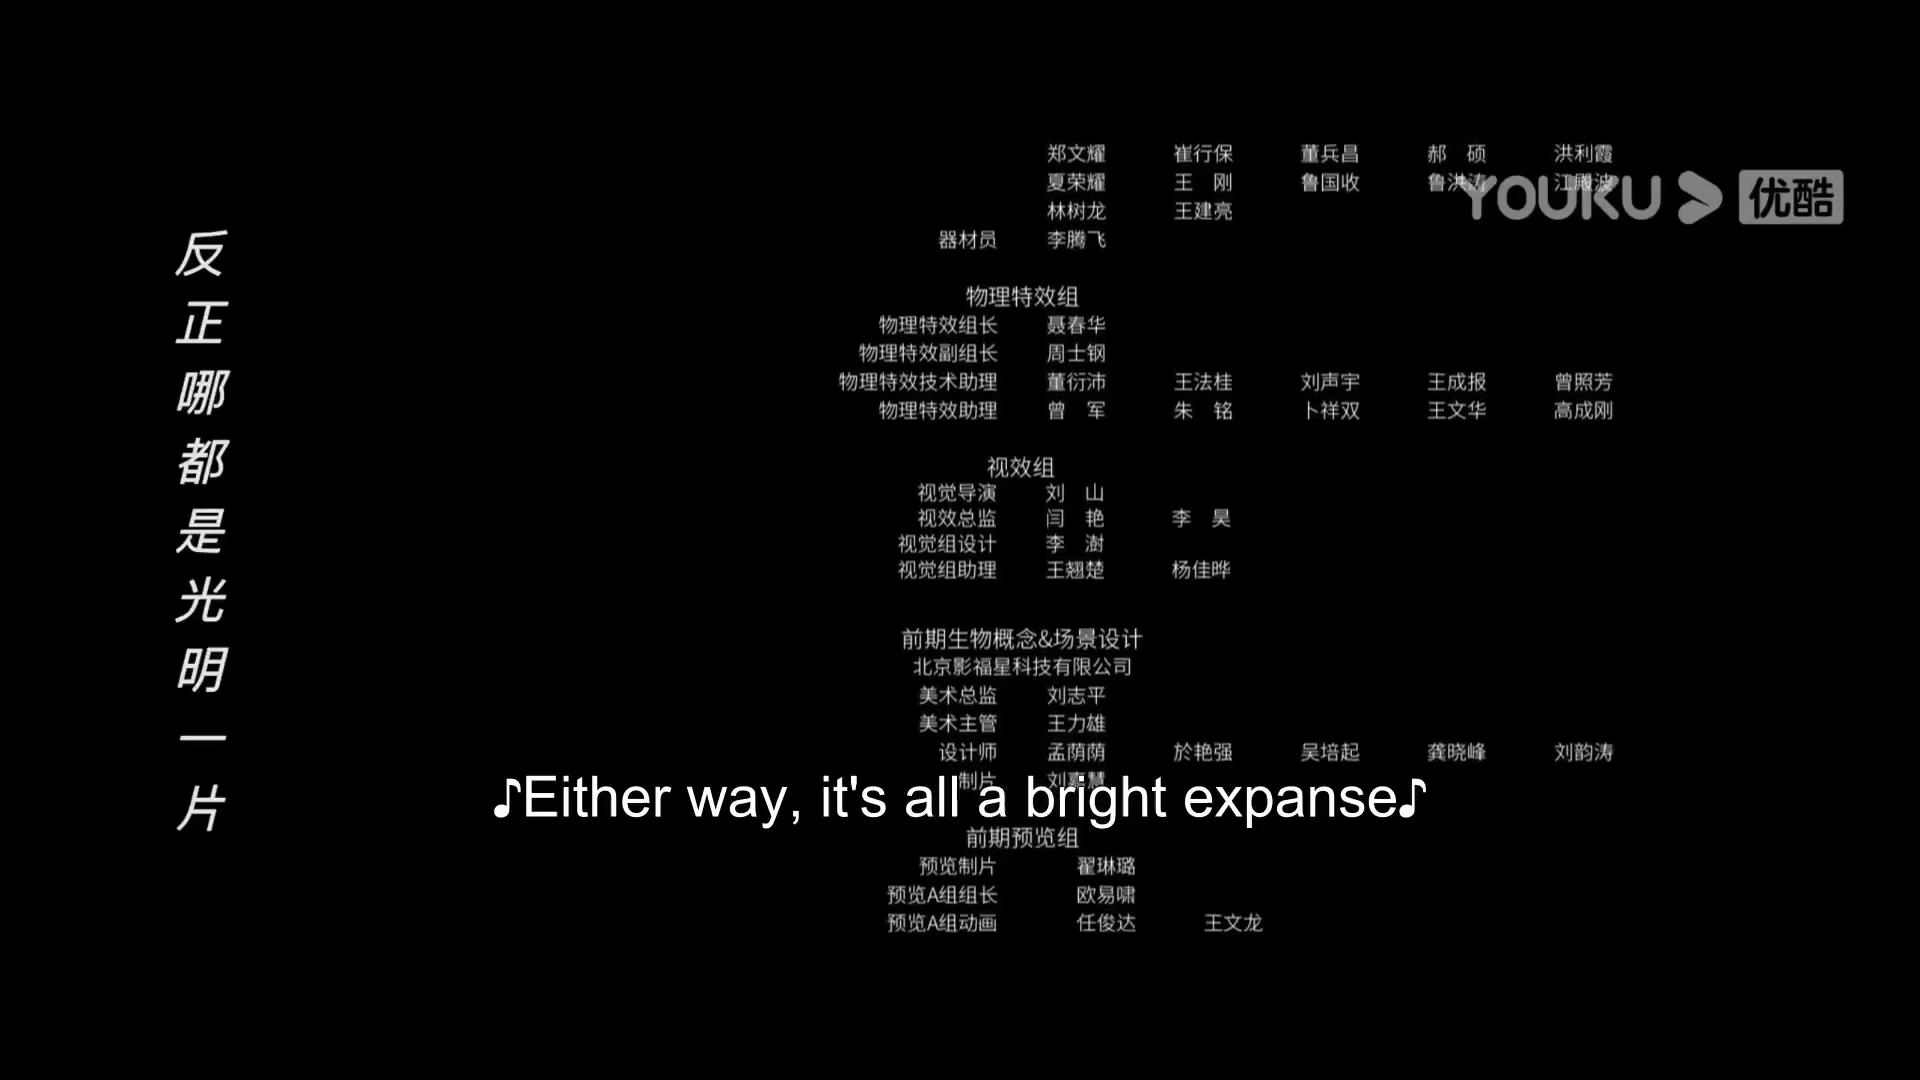 郑文耀 崔行保 董兵昌 郝 硕 洪利霞
夏荣耀 王 刚 鲁国收 鲁洪涛 江殿波
YOUKU 优酷
林树龙 王建亮
器材员 李腾飞
物理特效组
物理特效组长 聂春华
物理特效副组长 周士钢
物理特效技术助理 董衍沛 王法桂 刘声宇 王成报 曾照芳
物理特效助理 曾 军 朱 铭 卜祥双 王文华 高成刚
视效组
视觉导演 刘 山
视效总监 闫 艳 李 昊
视觉组设计 李 澍
视觉组助理 王翘楚 杨佳晔
前期生物概念&场景设计
北京影福星科技有限公司
美术总监 刘志平
美术主管 王力雄
设计师 孟荫荫 於艳强 吴培起 龚晓峰 刘韵涛
制片 刘嘉慧
♪Either way, it's all a bright expanse♪
前期预览组
预览制片 翟琳璐
预览A组组长 欧易啸
预览A组动画 任俊达 王文龙
反正哪都是光明一片